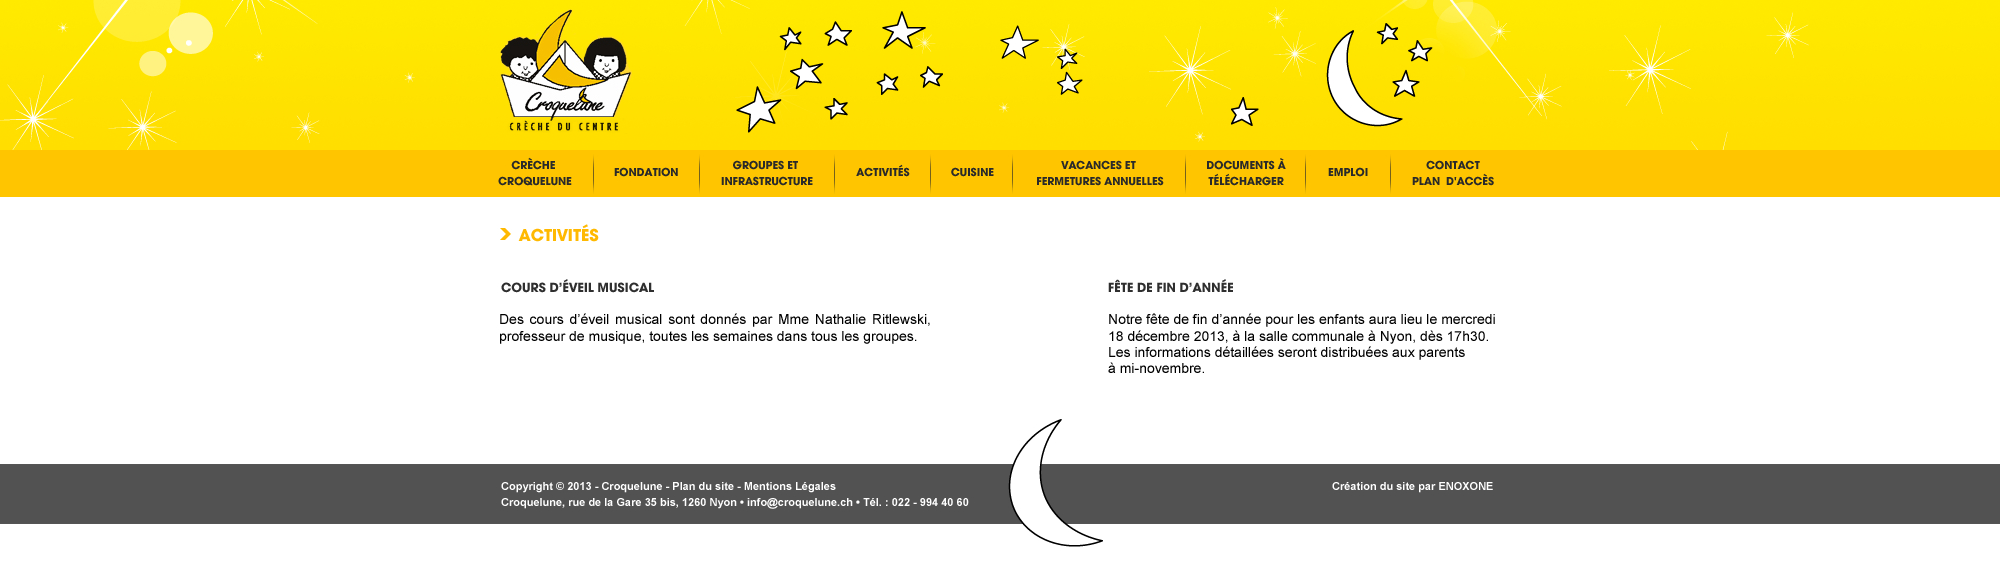 Croquelune
CRÈCHE DU CENTRE
CRÈCHE
CROQUELUNE
FONDATION
GROUPES ET
INFRASTRUCTURE
ACTIVITÉS
CUISINE
VACANCES ET
FERMETURES ANNUELLES
DOCUMENTS À
TÉLÉCHARGER
EMPLOI
CONTACT
PLAN D'ACCÈS
> ACTIVITÉS
COURS D'ÉVEIL MUSICAL
Des cours d'éveil musical sont donnés par Mme Nathalie Ritlewski,
professeur de musique, toutes les semaines dans tous les groupes.
FÊTE DE FIN D'ANNÉE
Notre fête de fin d'année pour les enfants aura lieu le mercredi
18 décembre 2013, à la salle communale à Nyon, dès 17h30.
Les informations détaillées seront distribuées aux parents
à mi-novembre.
Copyright © 2013 - Croquelune - Plan du site - Mentions Légales
Croquelune, rue de la Gare 35 bis, 1260 Nyon • info@croquelune.ch • Tél. : 022 - 994 40 60
Création du site par ENOXONE